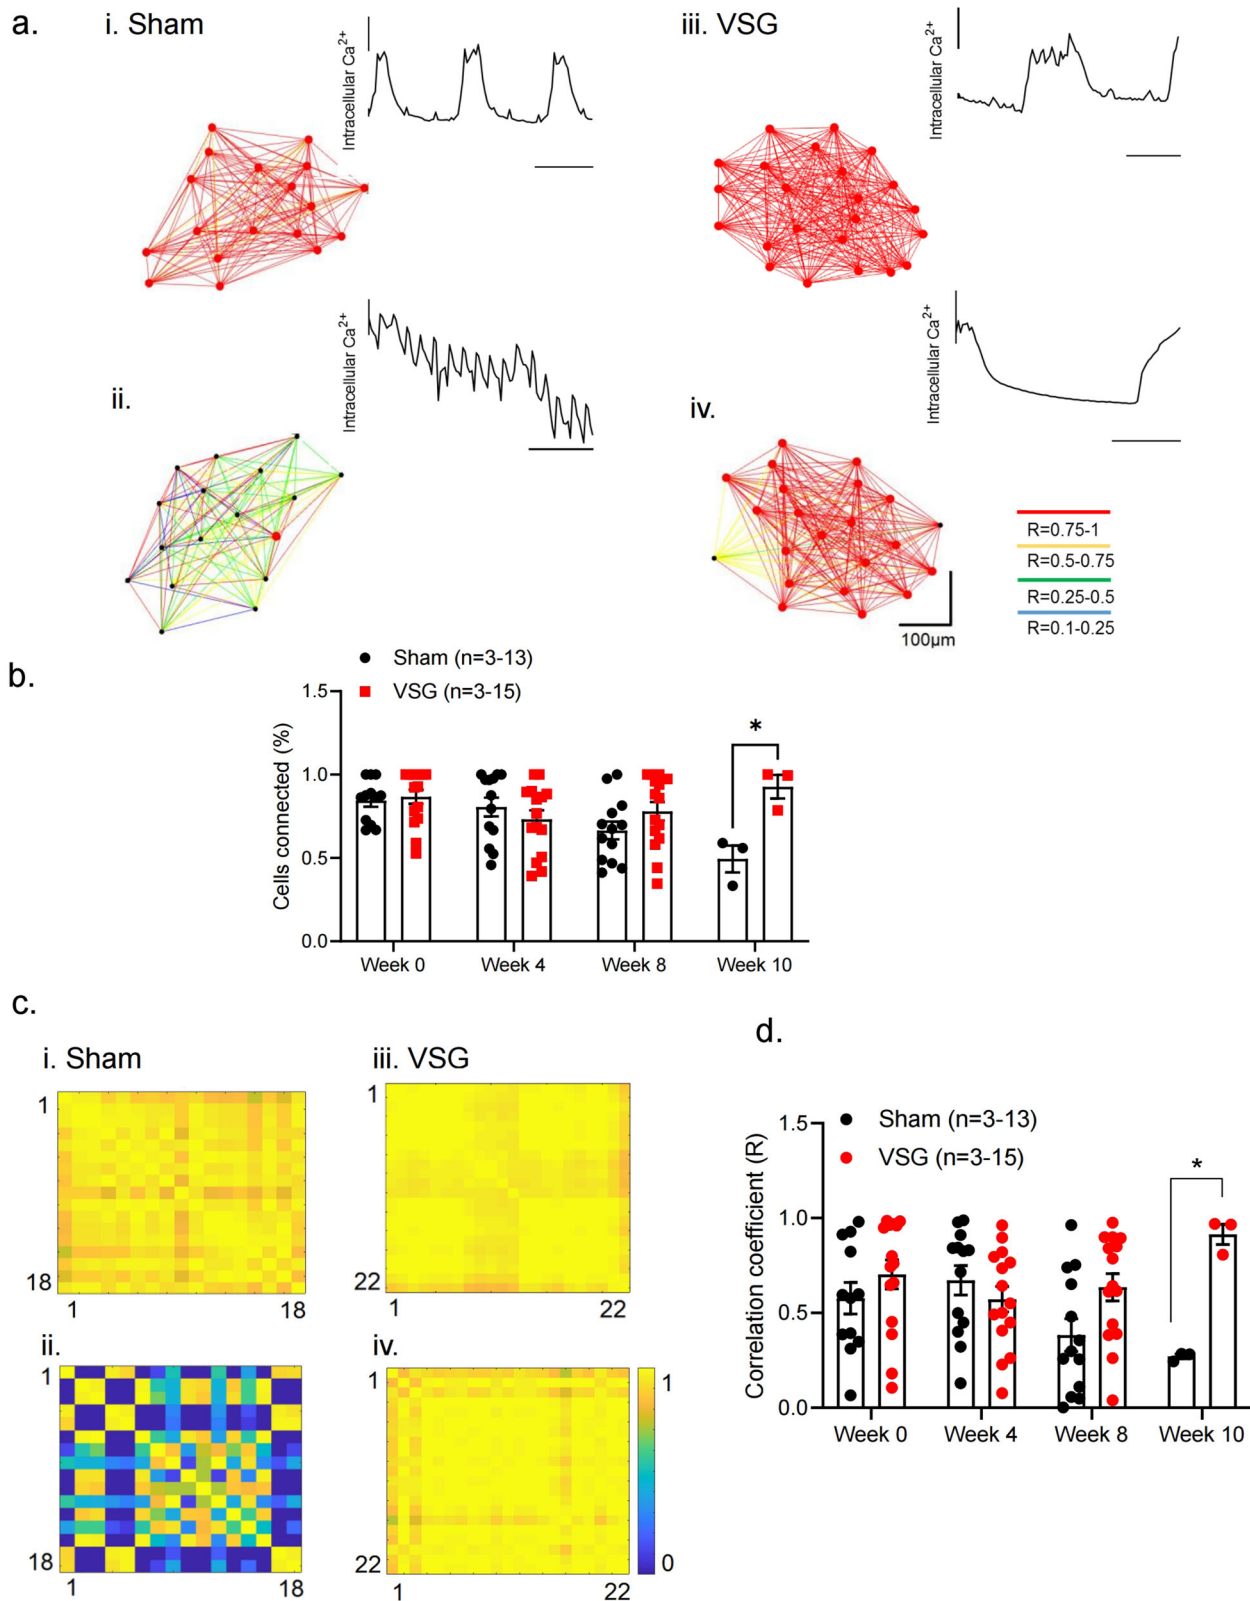 a.
i. Sham
Intracellular Ca²⁺
iii. VSG
Intracellular Ca²⁺
ii.
Intracellular Ca²⁺
iv.
Intracellular Ca²⁺
R=0.75-1
R=0.5-0.75
R=0.25-0.5
R=0.1-0.25
100µm
b.
Sham (n=3-13)
VSG (n=3-15)
Cells connected (%)
1.5
1.0
0.5
0.0
*
Week 0 Week 4 Week 8 Week 10
c.
i. Sham
1
18
1 18
iii. VSG
1
22
1 22
ii.
1
18
1 18
iv.
1
22
1 22
1
0
d.
Sham (n=3-13)
VSG (n=3-15)
Correlation coefficient (R)
1.5
1.0
0.5
0.0
*
Week 0 Week 4 Week 8 Week 10